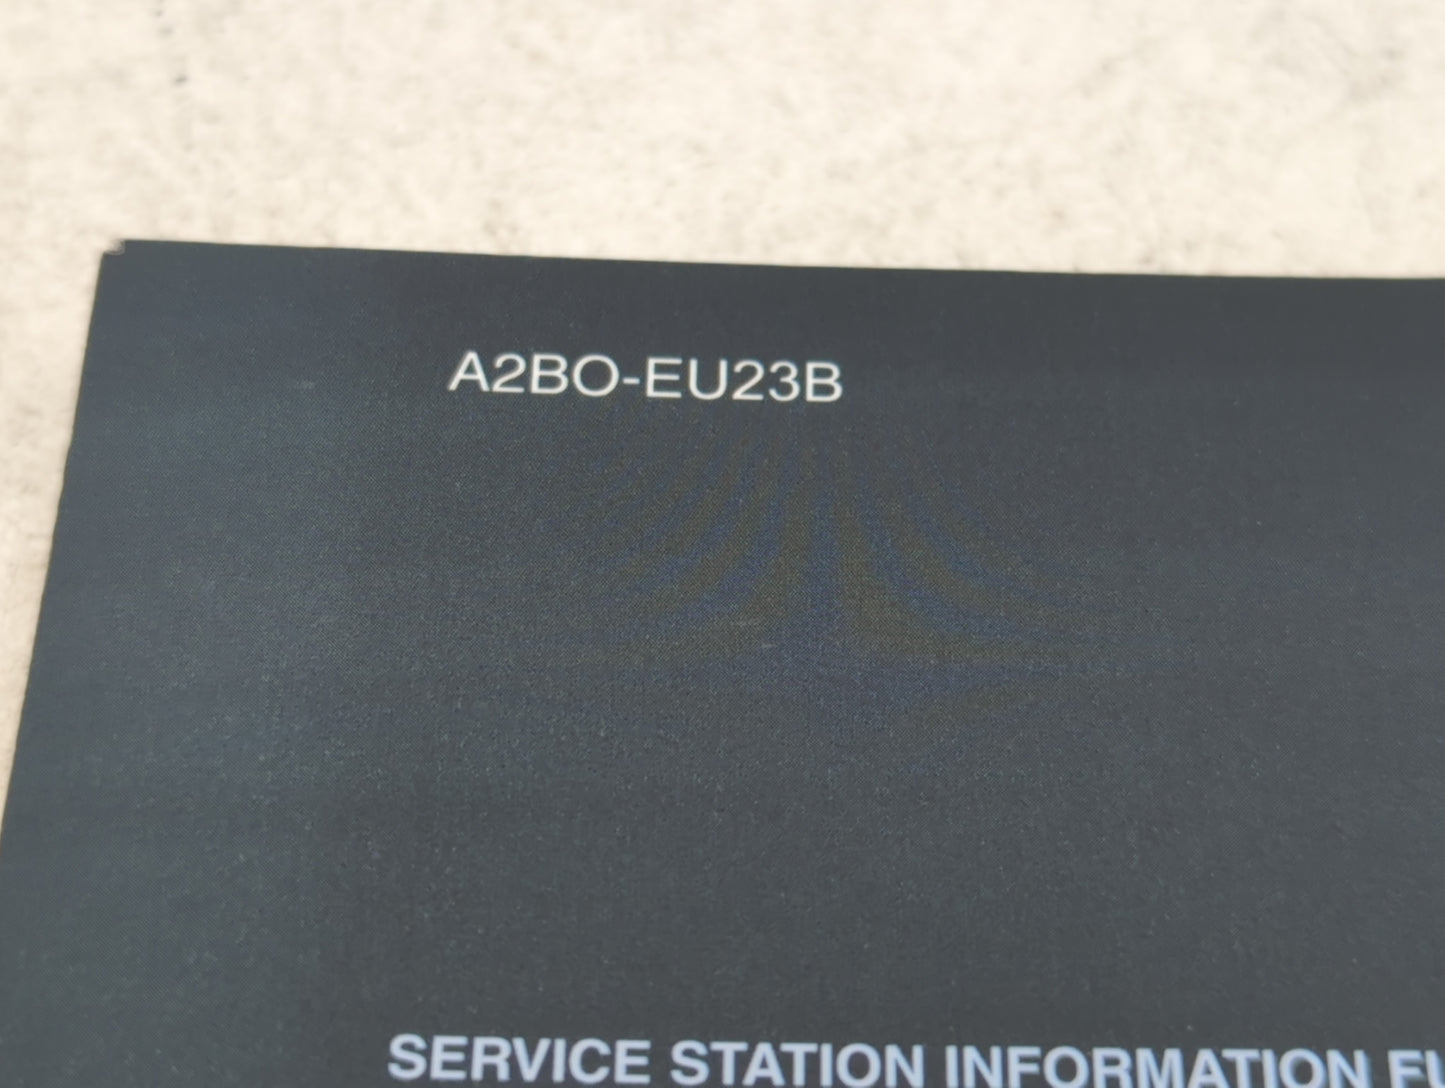 A2BO-EU23B
SERVICE STATION INFORMATION